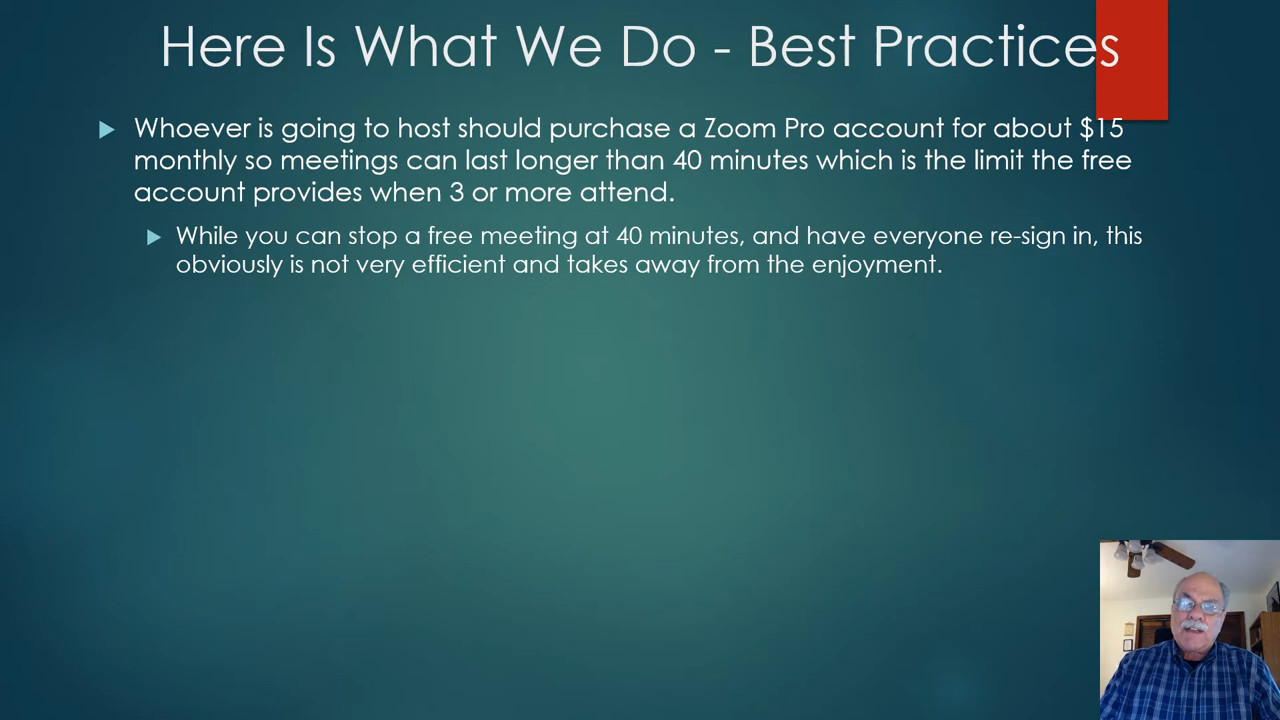 Here Is What We Do - Best Practices
Whoever is going to host should purchase a Zoom Pro account for about $15
monthly so meetings can last longer than 40 minutes which is the limit the free
account provides when 3 or more attend.
While you can stop a free meeting at 40 minutes, and have everyone re-sign in, this
obviously is not very efficient and takes away from the enjoyment.